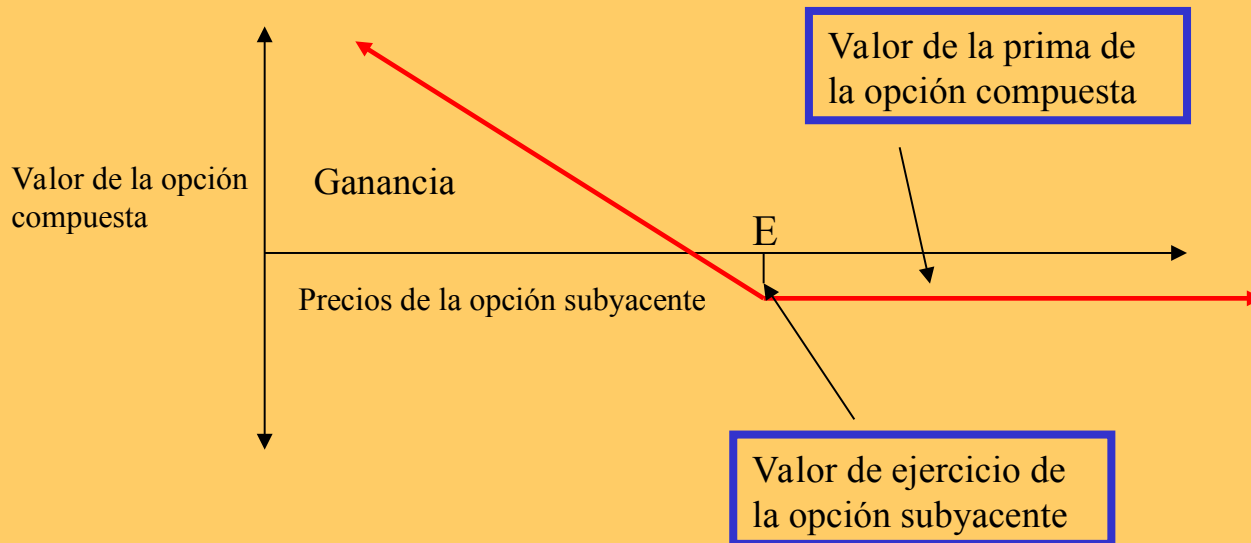 Valor de la prima de
la opción compuesta
Valor de la opción
compuesta
Ganancia
E
Precios de la opción subyacente
Valor de ejercicio de
la opción subyacente